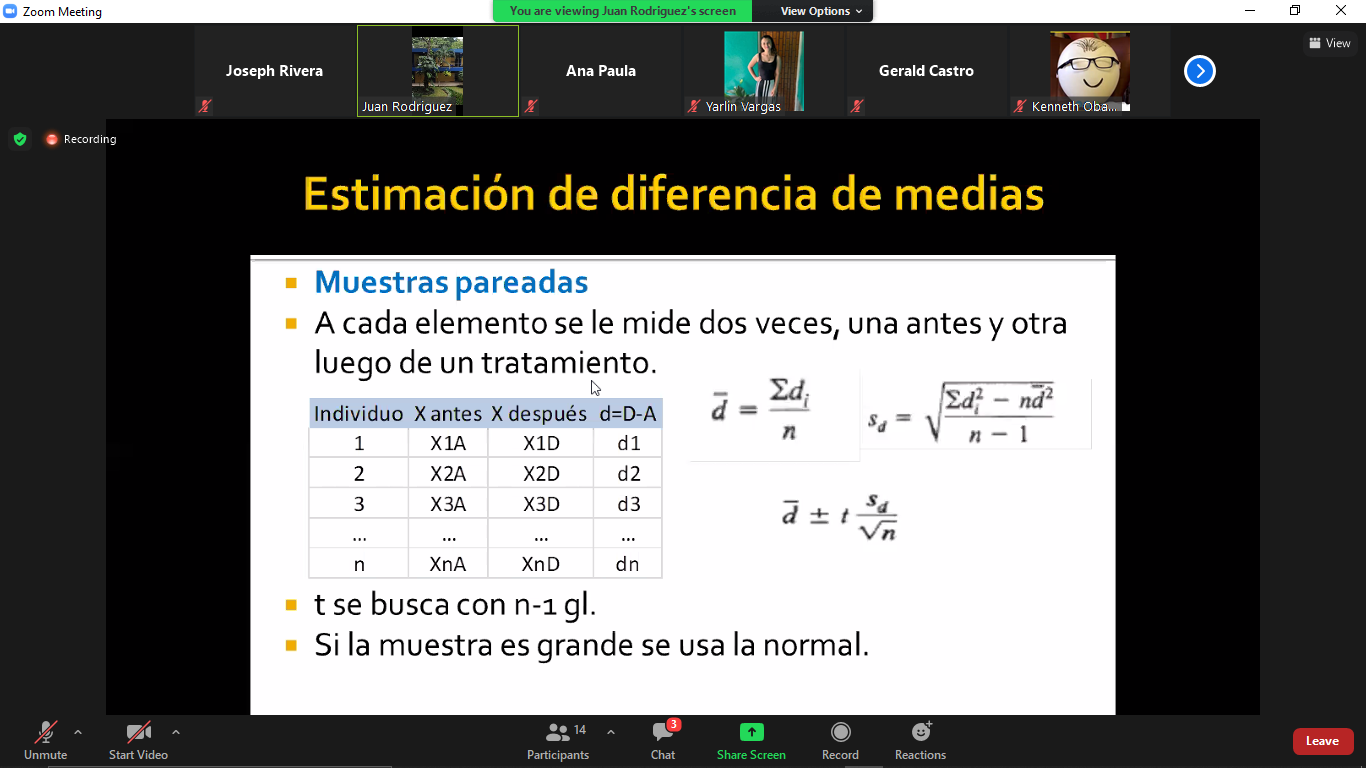 Zoom Meeting
You are viewing Juan Rodriguez's screen
View Options
Joseph Rivera
Juan Rodriguez
Ana Paula
Yarlin Vargas
Gerald Castro
Kenneth Oba...
View
Recording
Estimación de diferencia de medias
Muestras pareadas
A cada elemento se le mide dos veces, una antes y otra
luego de un tratamiento.
Individuo X antes X después d=D-A
1 X1A X1D d1
2 X2A X2D d2
3 X3A X3D d3
... ... ... ...
n XnA XnD dn
d̄ = Σdᵢ / n
s_d = √((Σdᵢ² − nd̄²) / (n − 1))
d̄ ± t s_d / √n
t se busca con n-1 gl.
Si la muestra es grande se usa la normal.
Unmute
Start Video
Participants
14
Chat
3
Share Screen
Record
Reactions
Leave